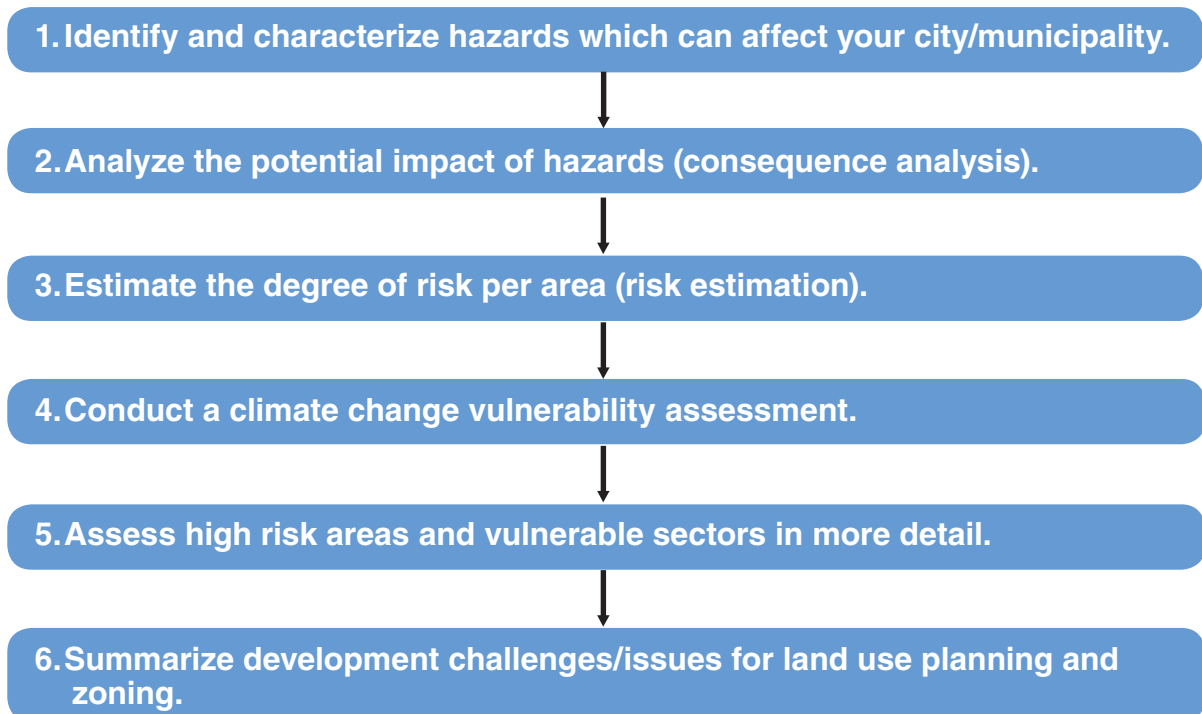 1. Identify and characterize hazards which can affect your city/municipality.
2. Analyze the potential impact of hazards (consequence analysis).
3. Estimate the degree of risk per area (risk estimation).
4. Conduct a climate change vulnerability assessment.
5. Assess high risk areas and vulnerable sectors in more detail.
6. Summarize development challenges/issues for land use planning and
zoning.